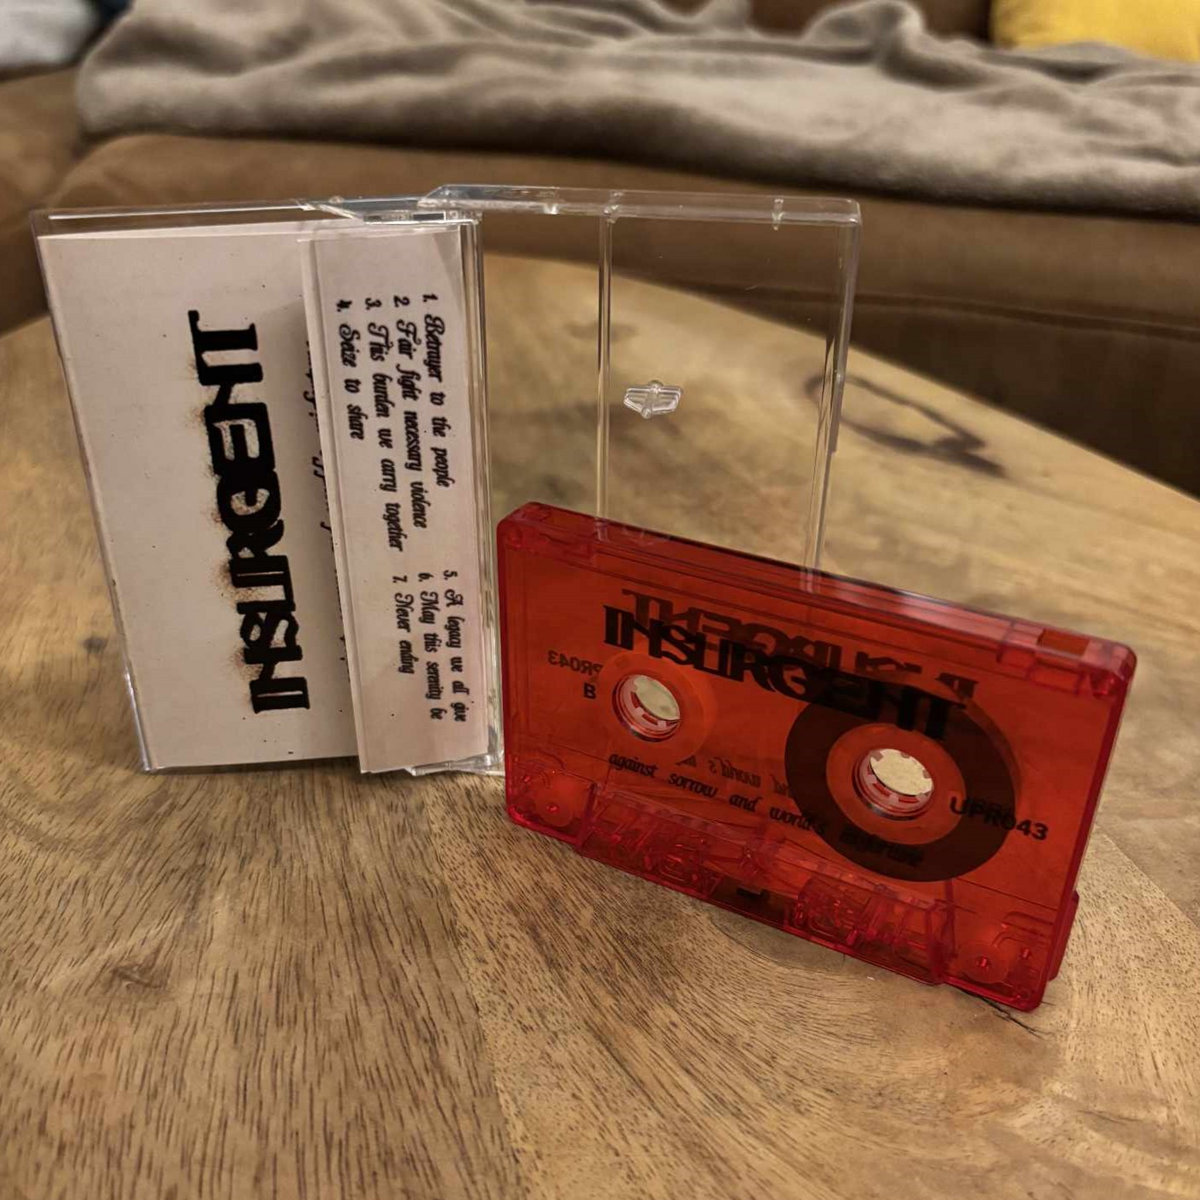 INSURGENT
1. Betrayer to the people
2. Fair fight necessary violence
3. This burden we carry together
4. Seize to share
5. A legacy we all give
6. May this serenity be
7. Never ending
INSURGENT
B
UPR043
against sorrow and world's